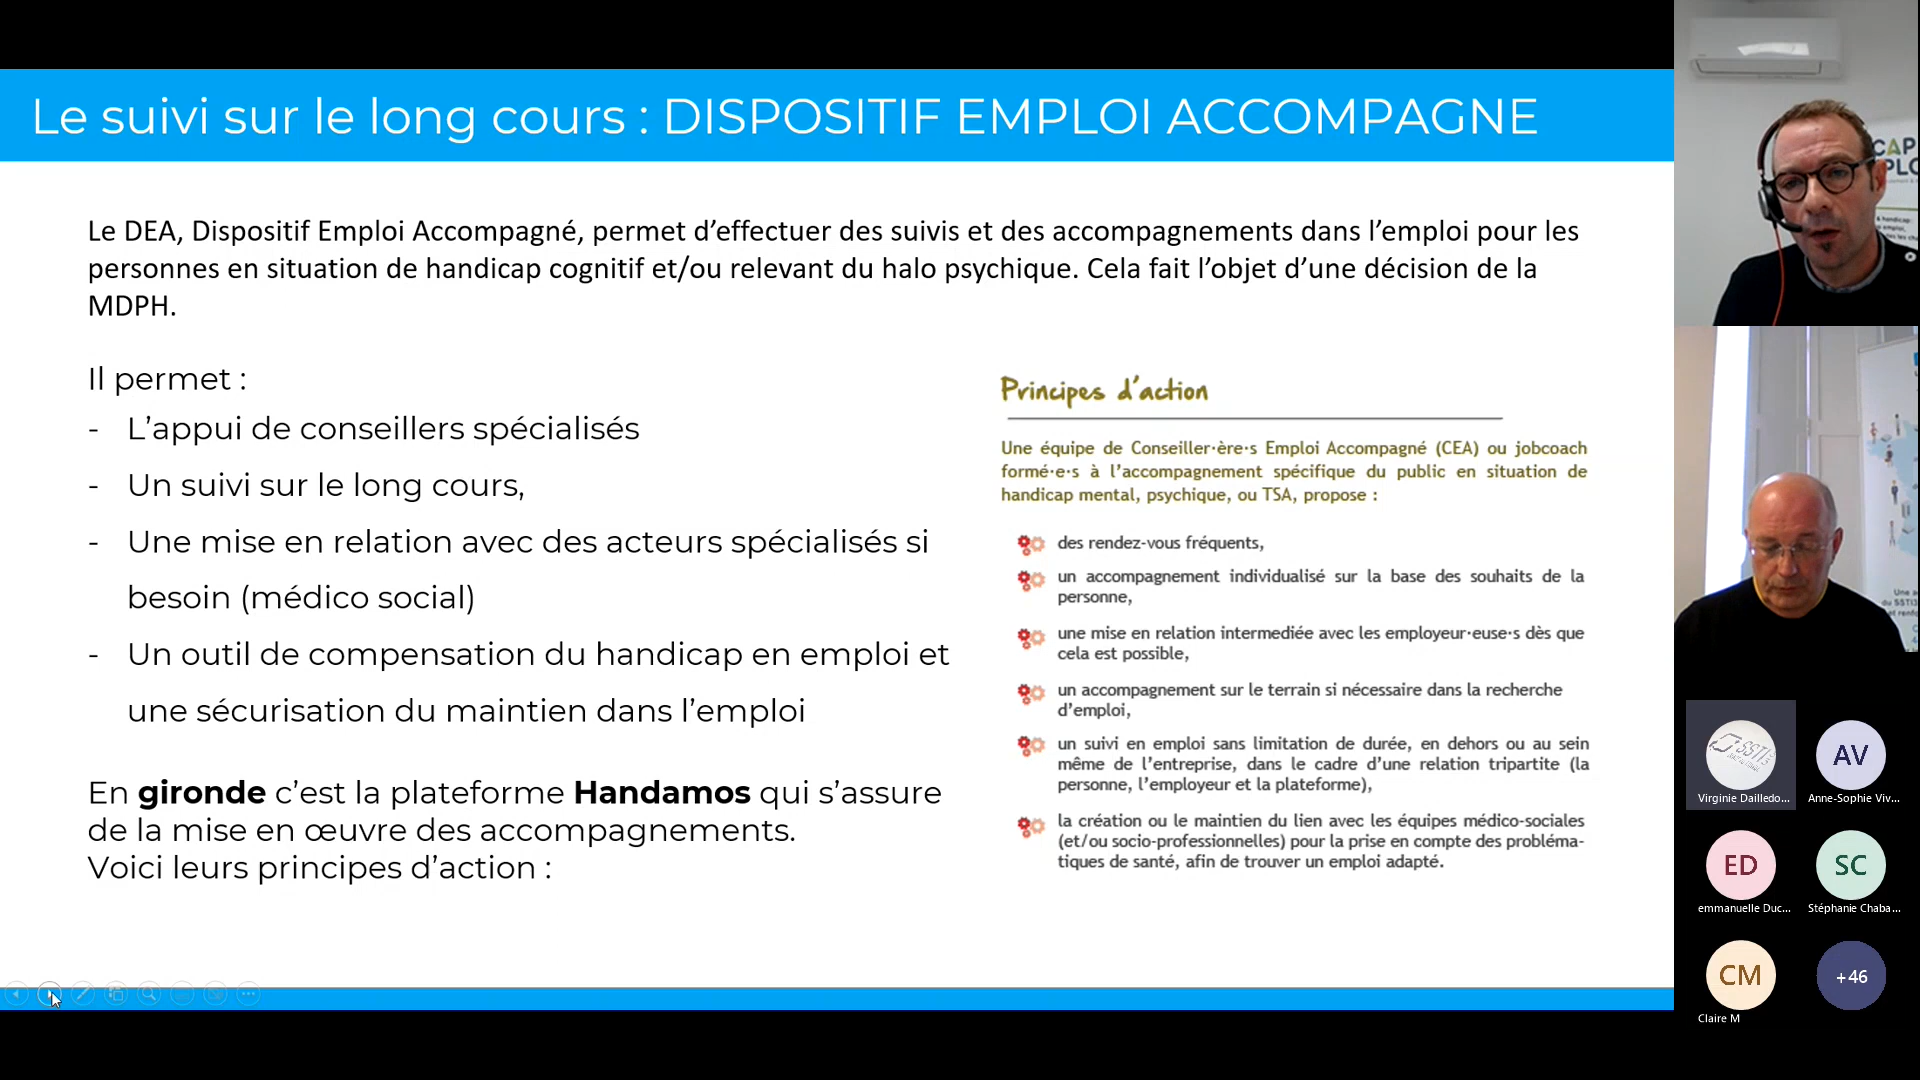 Le suivi sur le long cours : DISPOSITIF EMPLOI ACCOMPAGNE
Le DEA, Dispositif Emploi Accompagné, permet d’effectuer des suivis et des accompagnements dans l’emploi pour les
personnes en situation de handicap cognitif et/ou relevant du halo psychique. Cela fait l’objet d’une décision de la
MDPH.
Il permet :
- L’appui de conseillers spécialisés
- Un suivi sur le long cours,
- Une mise en relation avec des acteurs spécialisés si
besoin (médico social)
- Un outil de compensation du handicap en emploi et
une sécurisation du maintien dans l’emploi
En gironde c’est la plateforme Handamos qui s’assure
de la mise en œuvre des accompagnements.
Voici leurs principes d’action :
Principes d’action
Une équipe de Conseiller·ère·s Emploi Accompagné (CEA) ou jobcoach
formé·e·s à l’accompagnement spécifique du public en situation de
handicap mental, psychique, ou TSA, propose :
des rendez-vous fréquents,
un accompagnement individualisé sur la base des souhaits de la
personne,
une mise en relation intermediée avec les employeur·euse·s dès que
cela est possible,
un accompagnement sur le terrain si nécessaire dans la recherche
d’emploi,
un suivi en emploi sans limitation de durée, en dehors ou au sein
même de l’entreprise, dans le cadre d’une relation tripartite (la
personne, l’employeur et la plateforme),
la création ou le maintien du lien avec les équipes médico-sociales
(et/ou socio-professionnelles) pour la prise en compte des probléma-
tiques de santé, afin de trouver un emploi adapté.
CAP
handicap
SSTI
Virginie Dailledo...
AV
Anne-Sophie Viv...
ED
emmanuelle Duc...
SC
Stéphanie Chaba...
CM
Claire M
+46